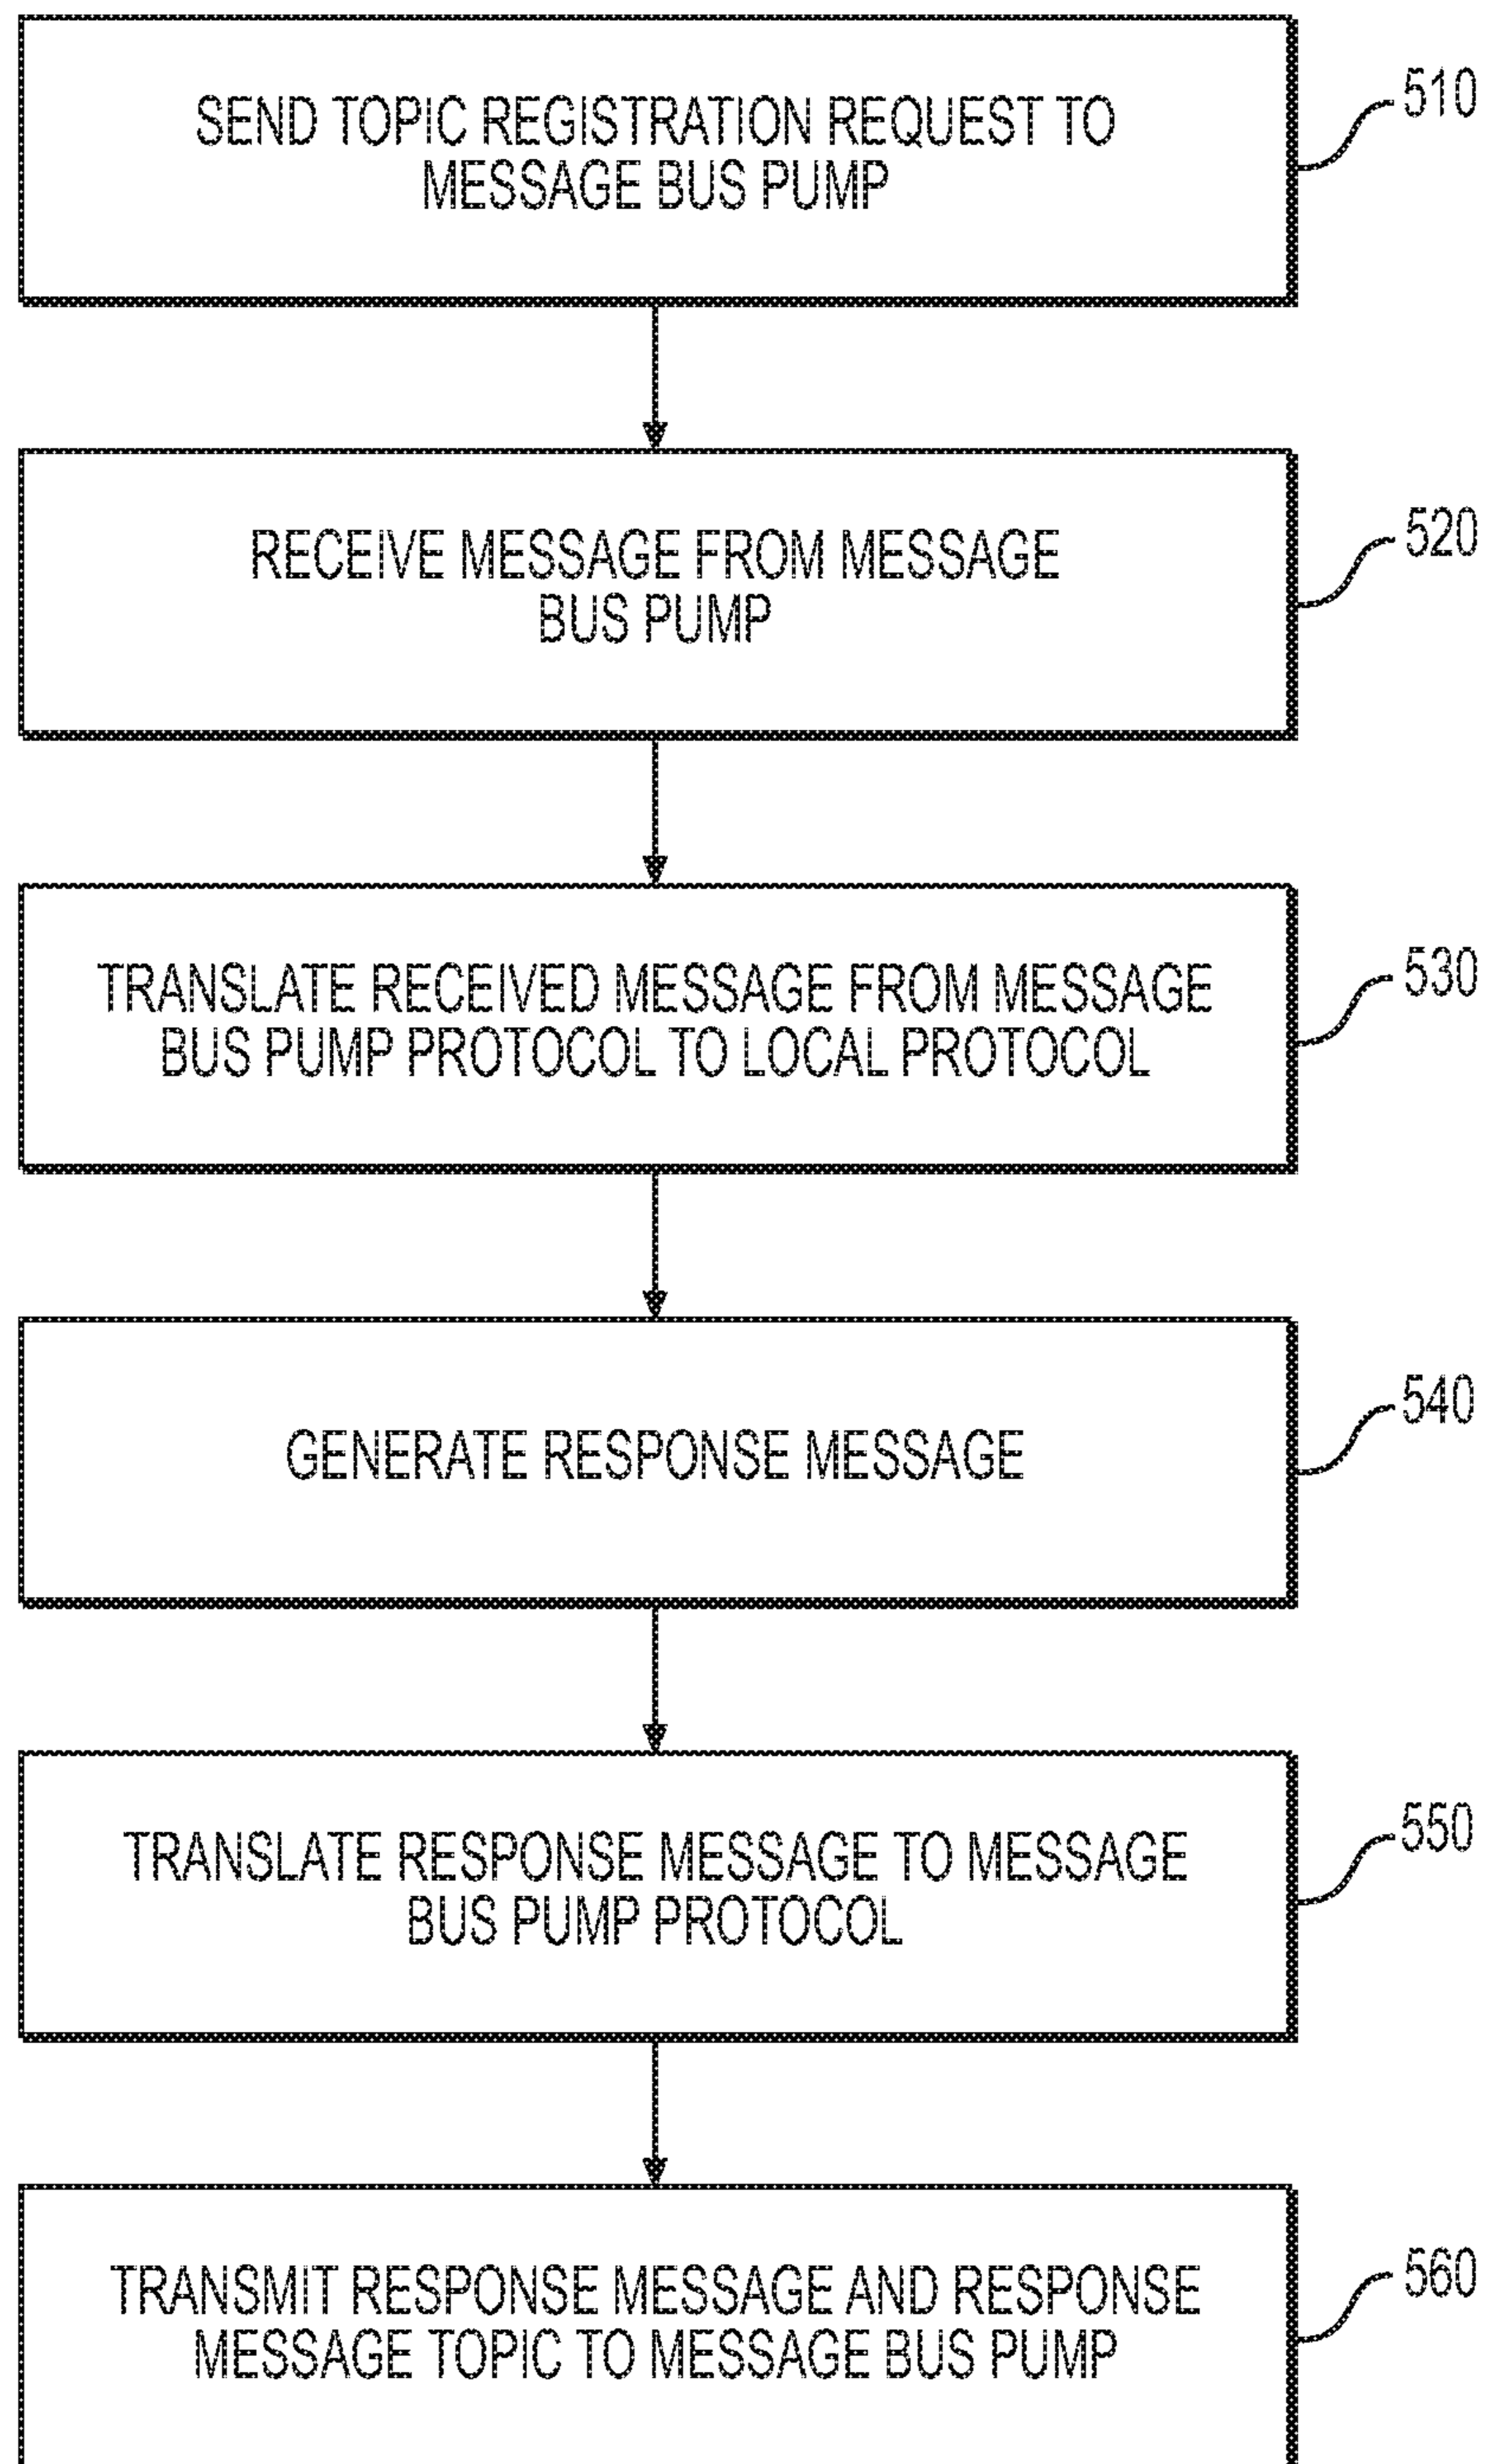 SEND TOPIC REGISTRATION REQUEST TO
MESSAGE BUS PUMP
510
RECEIVE MESSAGE FROM MESSAGE
BUS PUMP
520
TRANSLATE RECEIVED MESSAGE FROM MESSAGE
BUS PUMP PROTOCOL TO LOCAL PROTOCOL
530
GENERATE RESPONSE MESSAGE
540
TRANSLATE RESPONSE MESSAGE TO MESSAGE
BUS PUMP PROTOCOL
550
TRANSMIT RESPONSE MESSAGE AND RESPONSE
MESSAGE TOPIC TO MESSAGE BUS PUMP
560